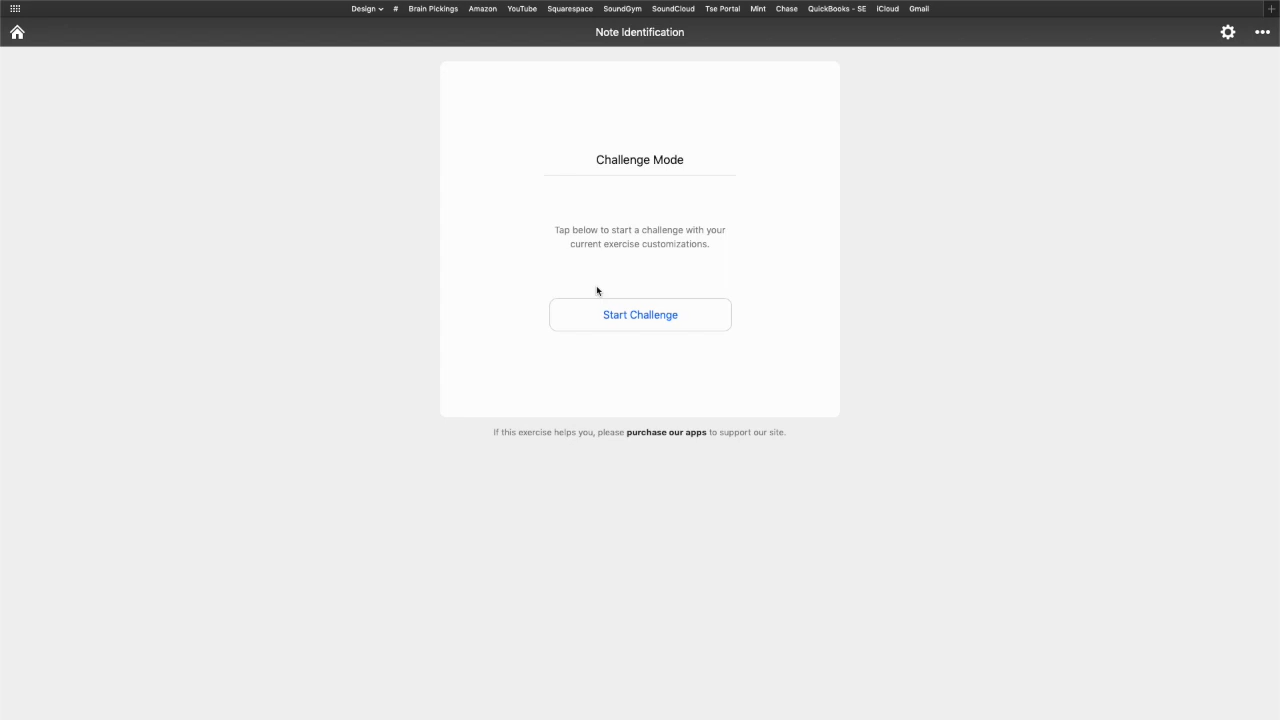 Design # Brain Pickings Amazon YouTube Squarespace SoundGym SoundCloud Tse Portal Mint Chase QuickBooks - SE iCloud Gmail
Note Identification
Challenge Mode
Tap below to start a challenge with your
current exercise customizations.
Start Challenge
If this exercise helps you, please purchase our apps to support our site.